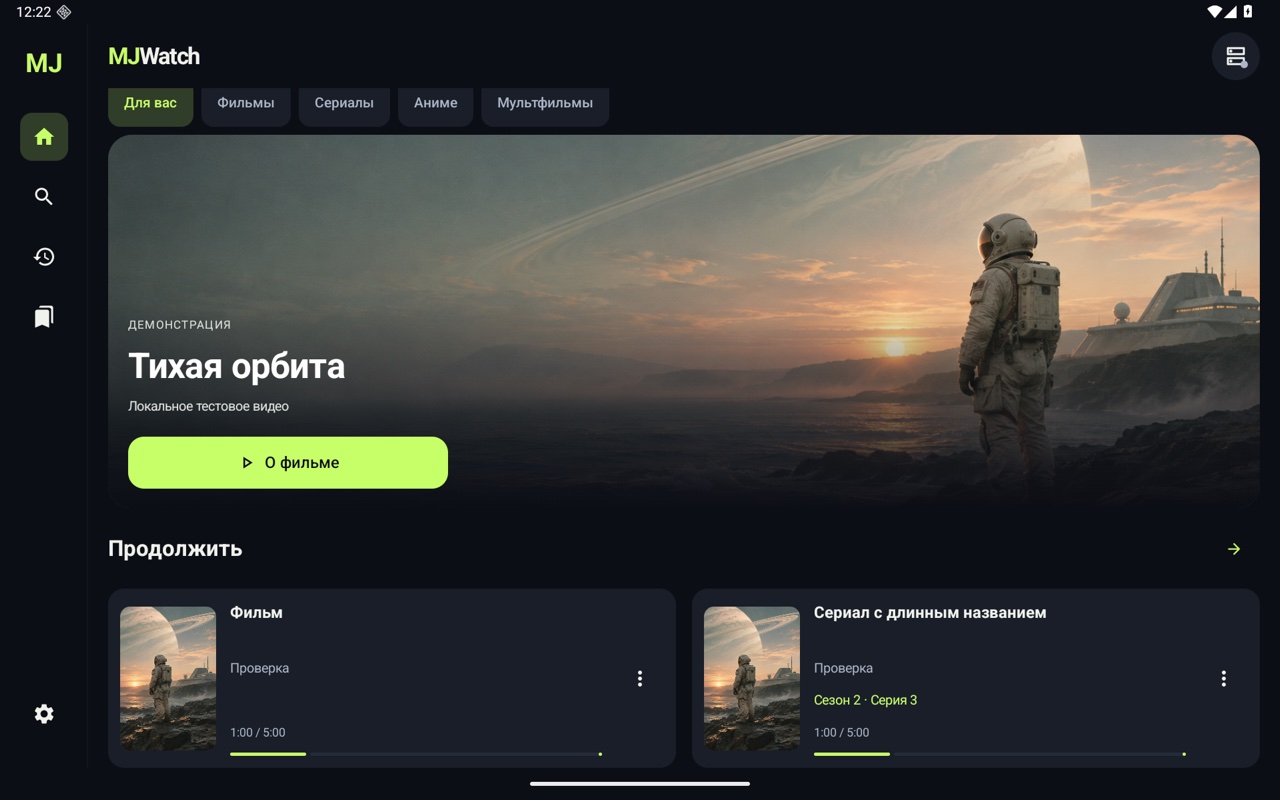 12:22
MJ
MJWatch
Для вас
Фильмы
Сериалы
Аниме
Мультфильмы
ДЕМОНСТРАЦИЯ
Тихая орбита
Локальное тестовое видео
О фильме
Продолжить
Фильм
Проверка
1:00 / 5:00
Сериал с длинным названием
Проверка
Сезон 2 · Серия 3
1:00 / 5:00